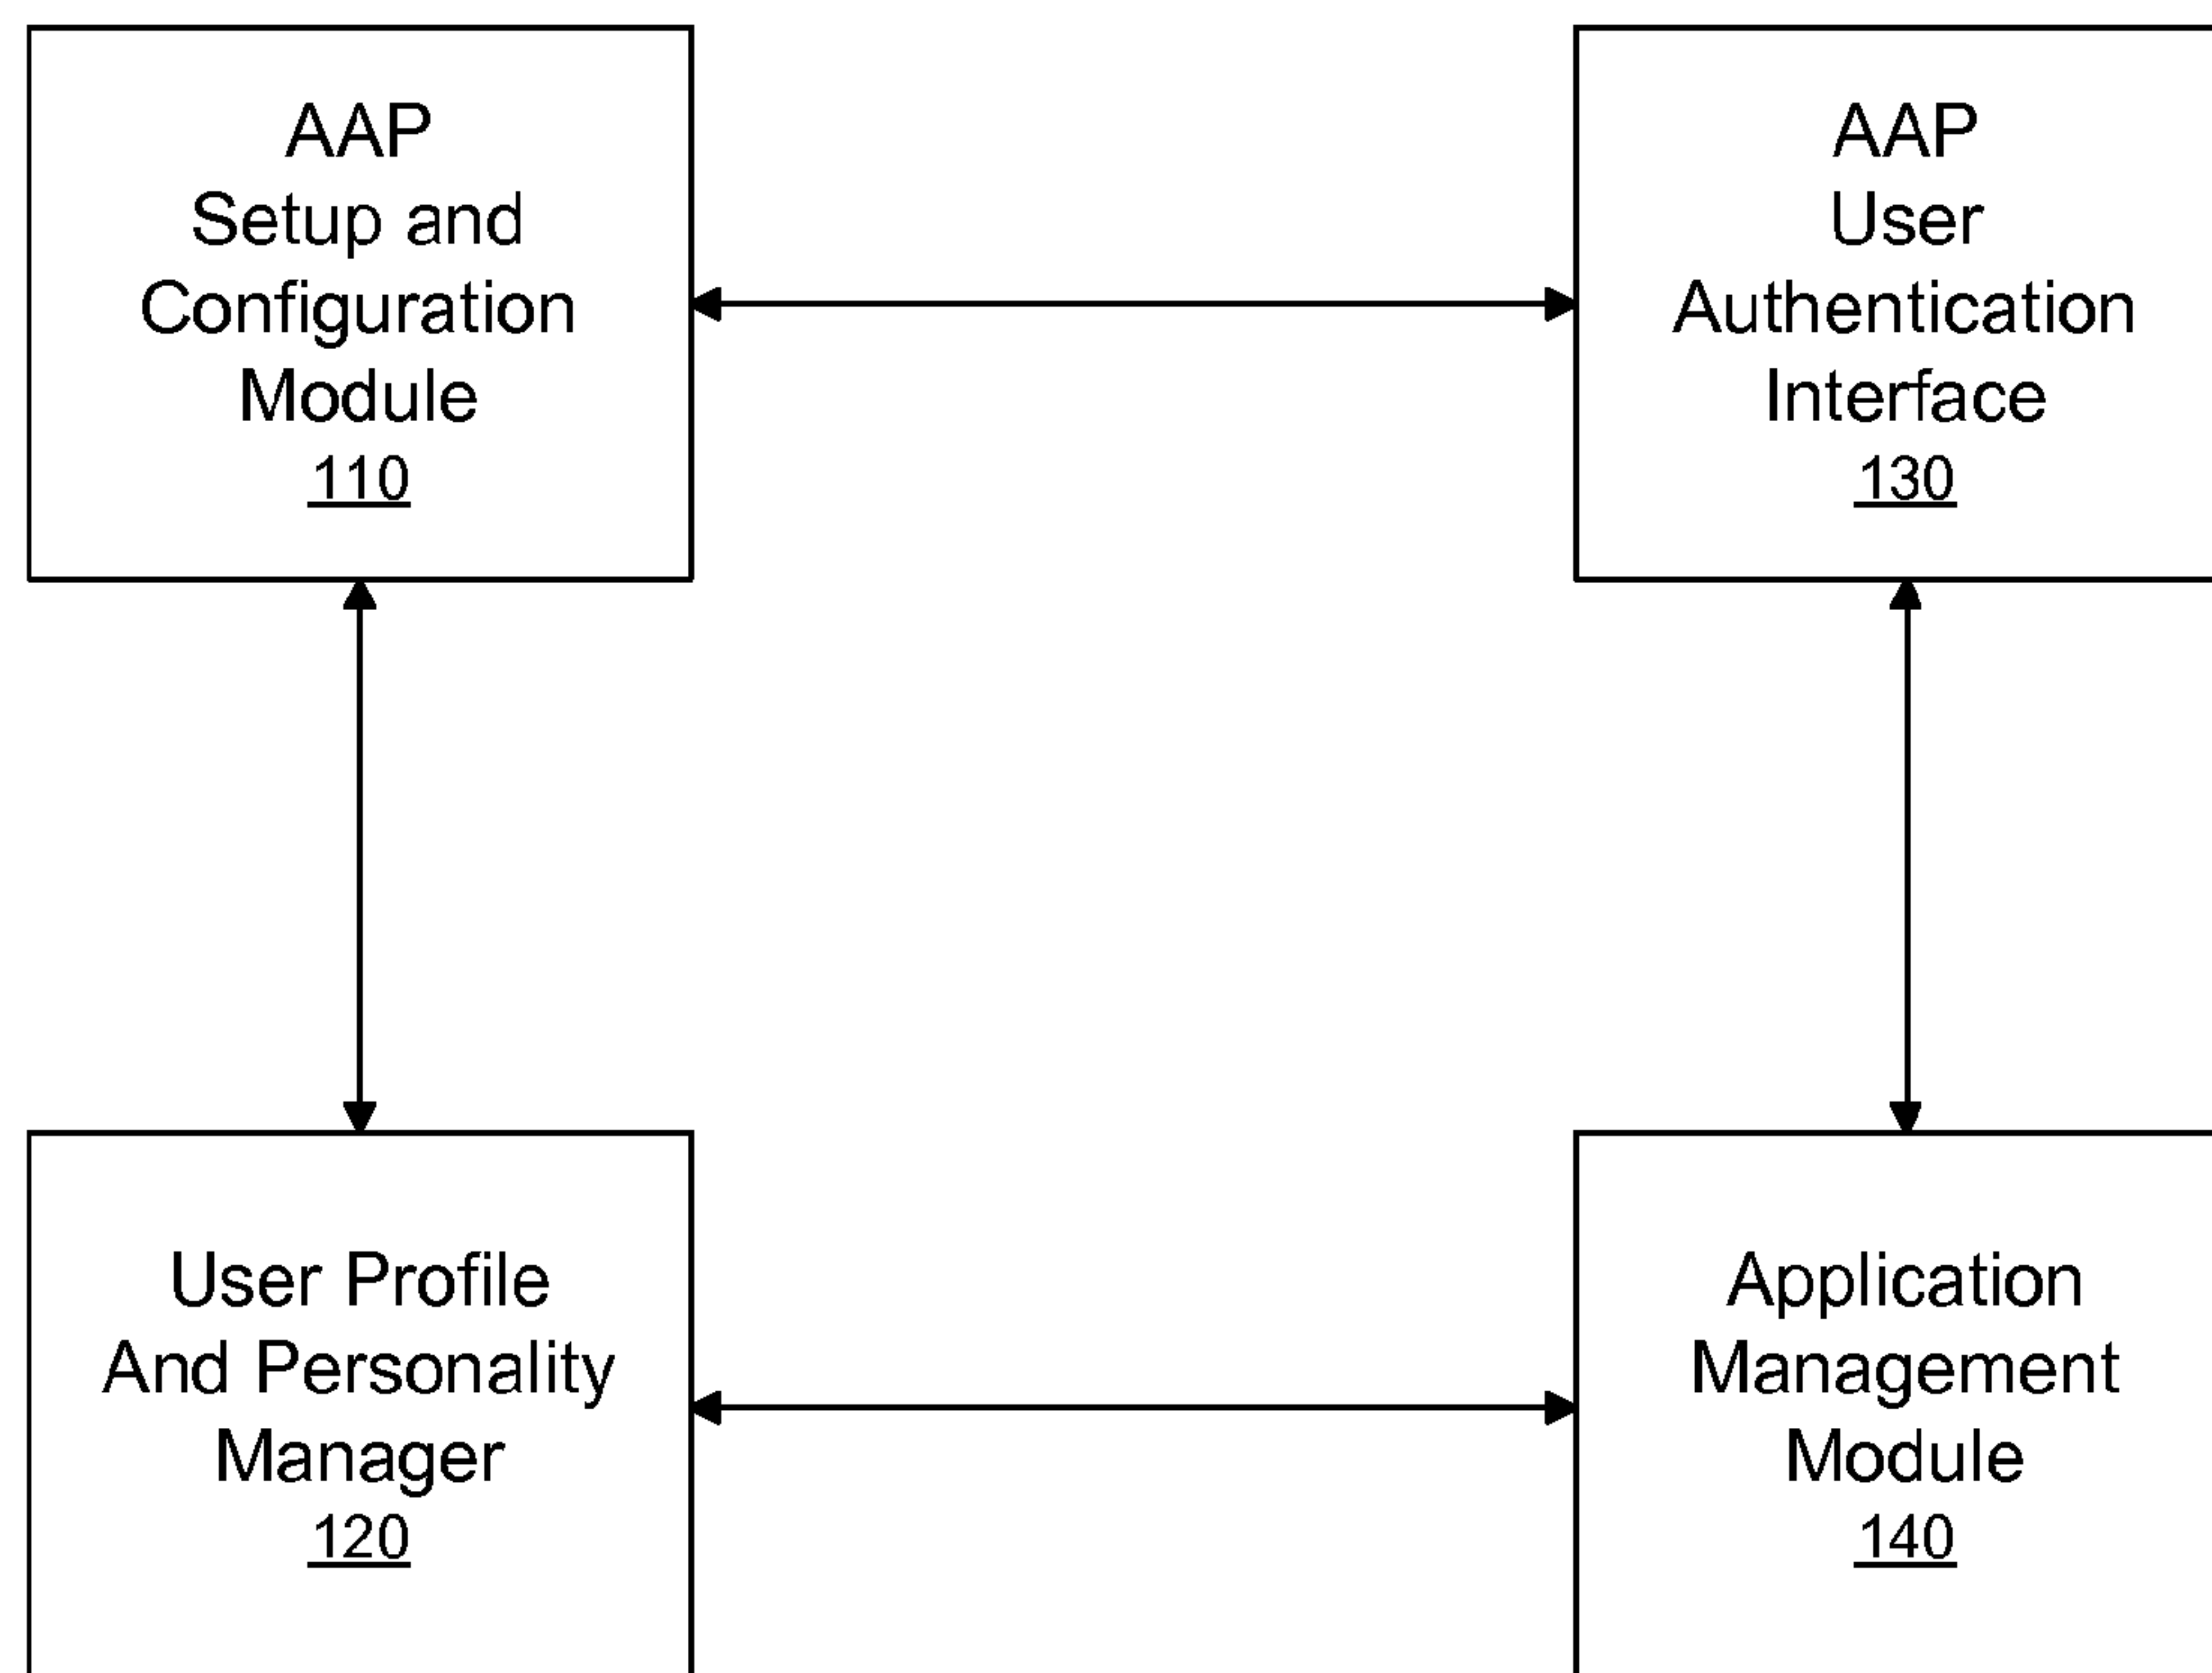 AAP
Setup and
Configuration
Module
110
AAP
User
Authentication
Interface
130
User Profile
And Personality
Manager
120
Application
Management
Module
140